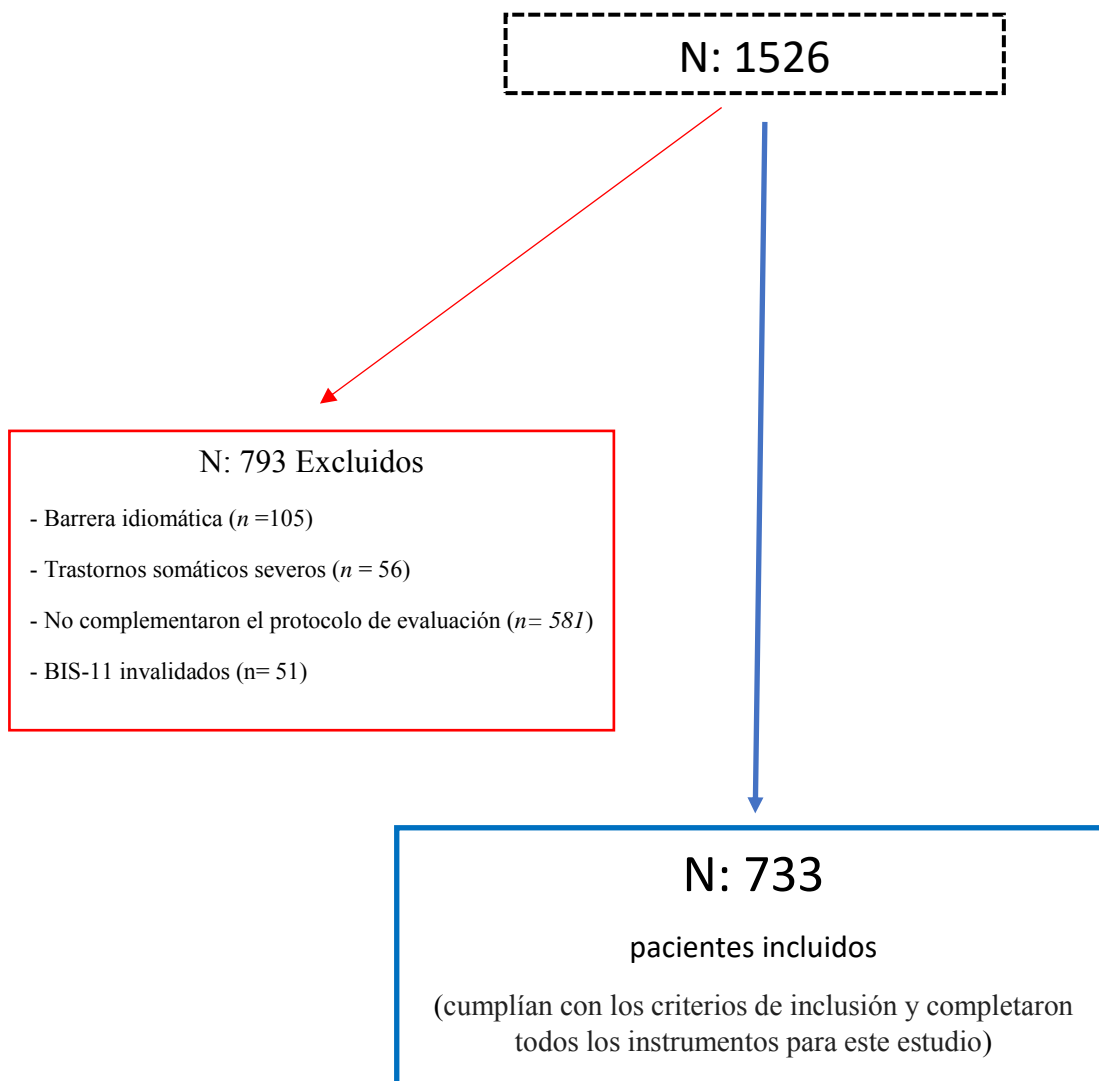 N: 1526
N: 793 Excluidos
- Barrera idiomática (n =105)
- Trastornos somáticos severos (n = 56)
- No complementaron el protocolo de evaluación (n= 581)
- BIS-11 invalidados (n= 51)
N: 733
pacientes incluidos
(cumplían con los criterios de inclusión y completaron
todos los instrumentos para este estudio)